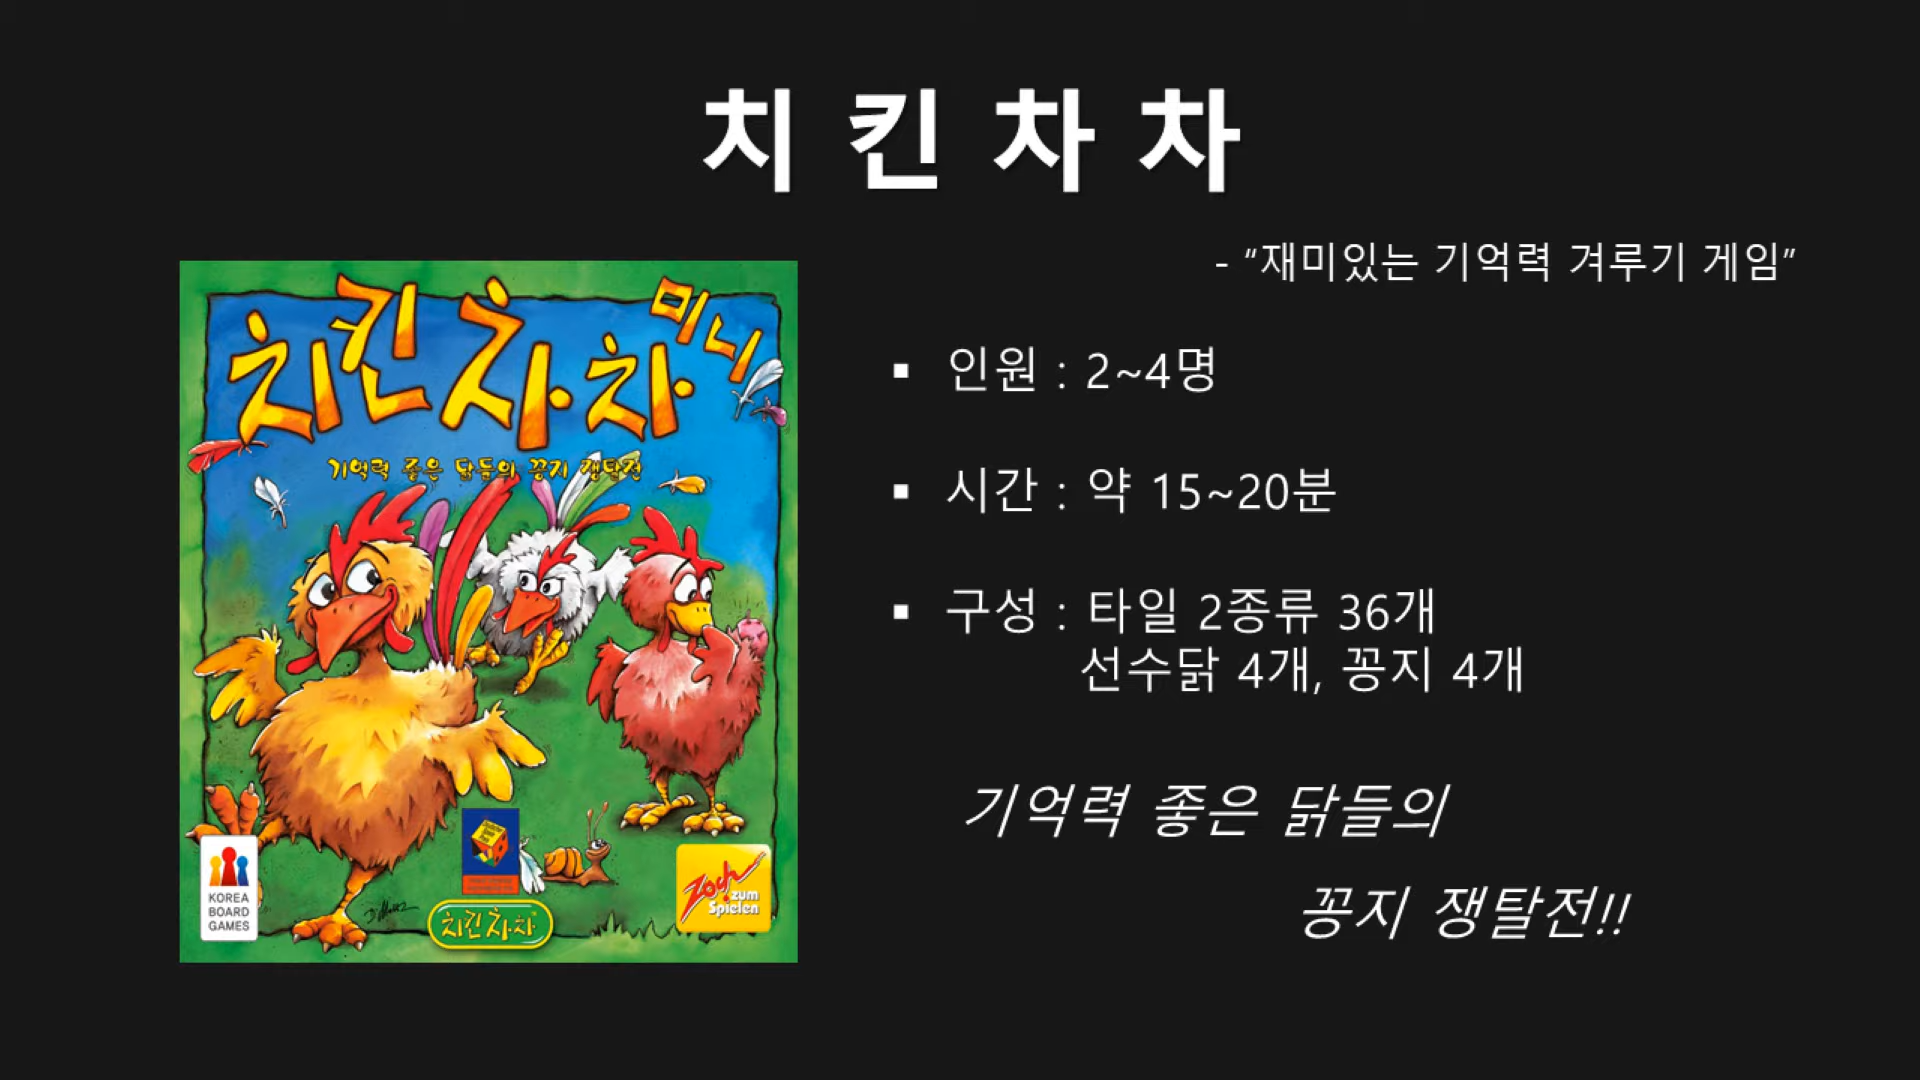 치킨차차
- “재미있는 기억력 겨루기 게임”
치킨차차 미니
기억력 좋은 닭들의 꽁지 쟁탈전
KOREA
BOARD
GAMES
치킨차차
Zoch
zum
Spielen
▪ 인원 : 2~4명
▪ 시간 : 약 15~20분
▪ 구성 : 타일 2종류 36개
선수닭 4개, 꽁지 4개
기억력 좋은 닭들의
꽁지 쟁탈전!!